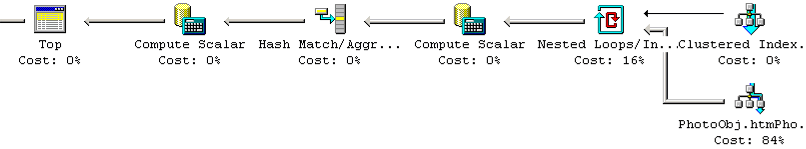 Top
Cost: 0%
Compute Scalar
Cost: 0%
Hash Match/Aggr...
Cost: 0%
Compute Scalar
Cost: 0%
Nested Loops/In...
Cost: 16%
Clustered Index.
Cost: 0%
PhotoObj.htmPho.
Cost: 84%